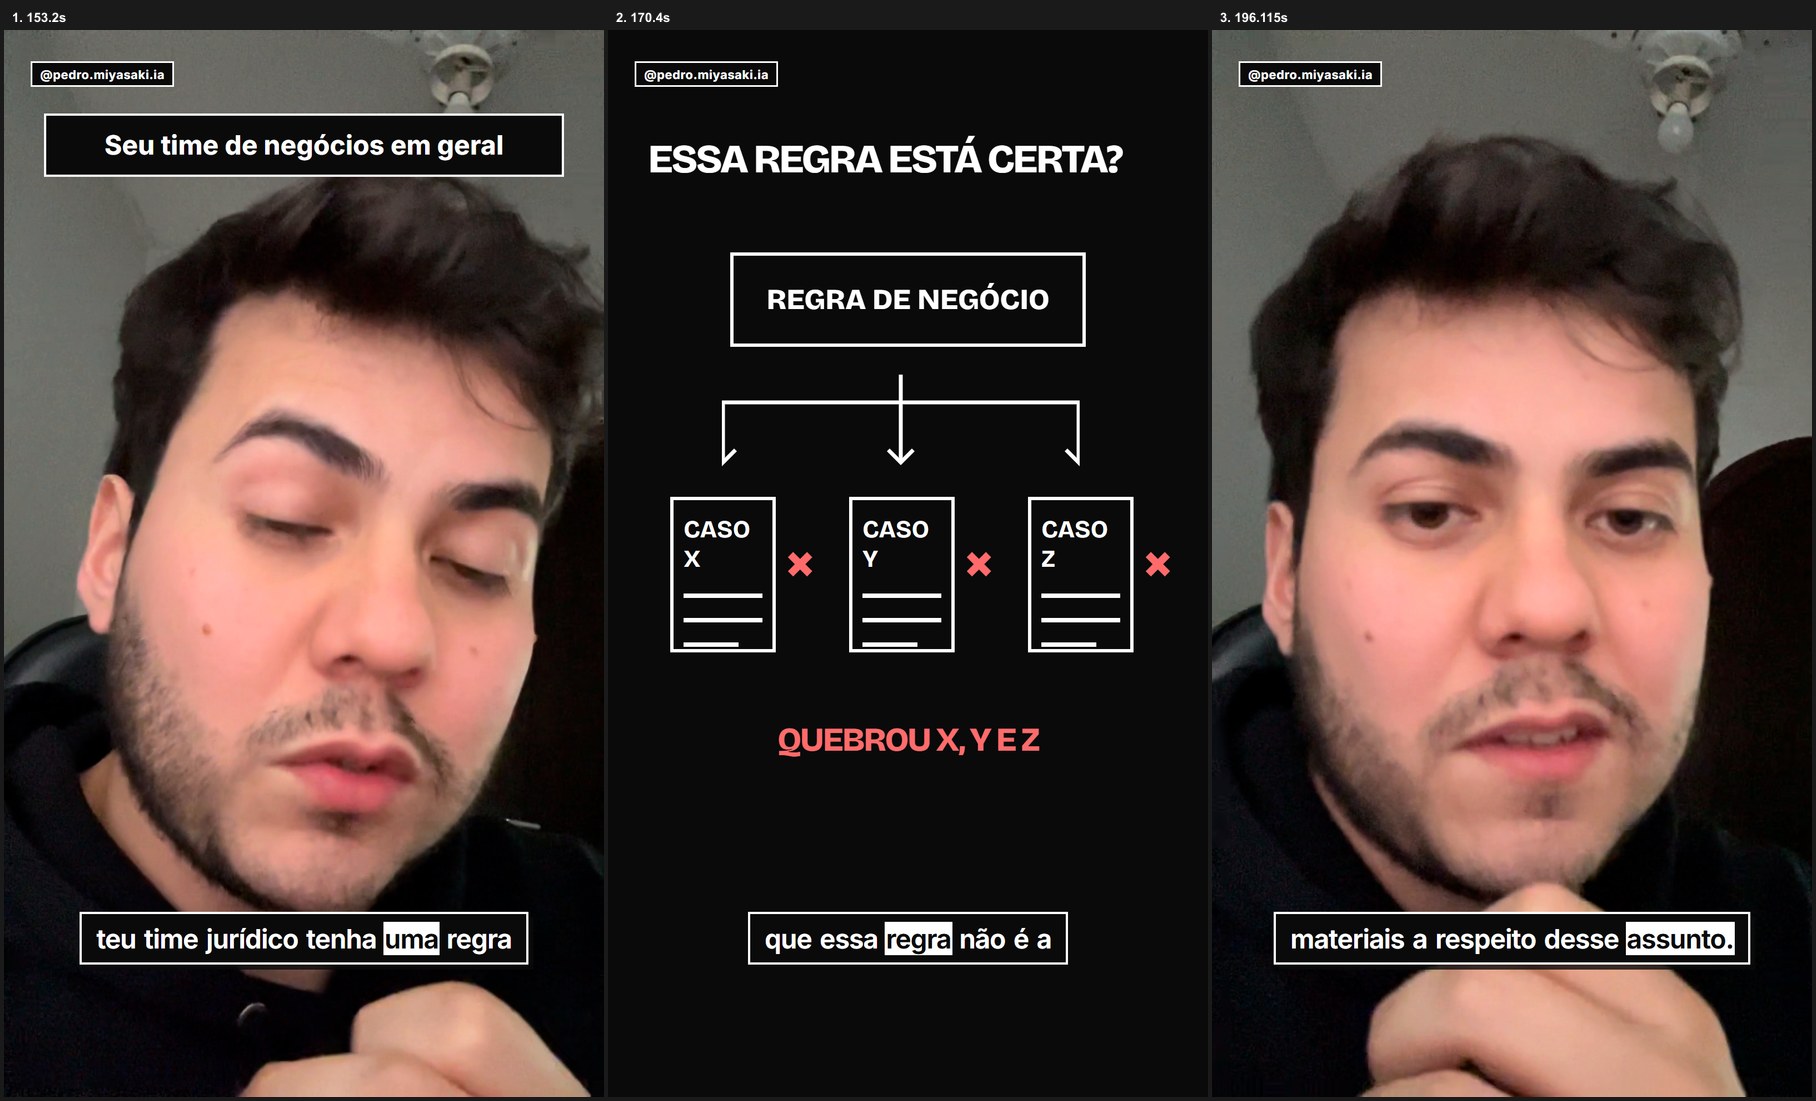 1. 153.2s
@pedro.miyasaki.ia
Seu time de negócios em geral
teu time jurídico tenha uma regra
2. 170.4s
@pedro.miyasaki.ia
ESSA REGRA ESTÁ CERTA?
REGRA DE NEGÓCIO
CASO
X
CASO
Y
CASO
Z
QUEBROU X, Y E Z
que essa regra não é a
3. 196.115s
@pedro.miyasaki.ia
materiais a respeito desse assunto.